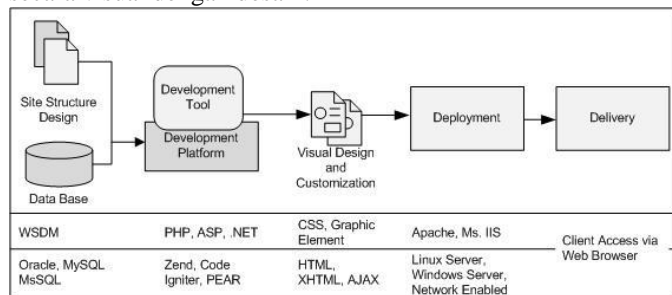 Site Structure
Design
Data Base
Development
Tool
Development
Platform
Visual Design
and
Customization
Deployment
Delivery
WSDM
PHP, ASP, .NET
CSS, Graphic
Element
Apache, Ms. IIS
Client Access via
Web Browser
Oracle, MySQL
MsSQL
Zend, Code
Igniter, PEAR
HTML,
XHTML, AJAX
Linux Server,
Windows Server,
Network Enabled